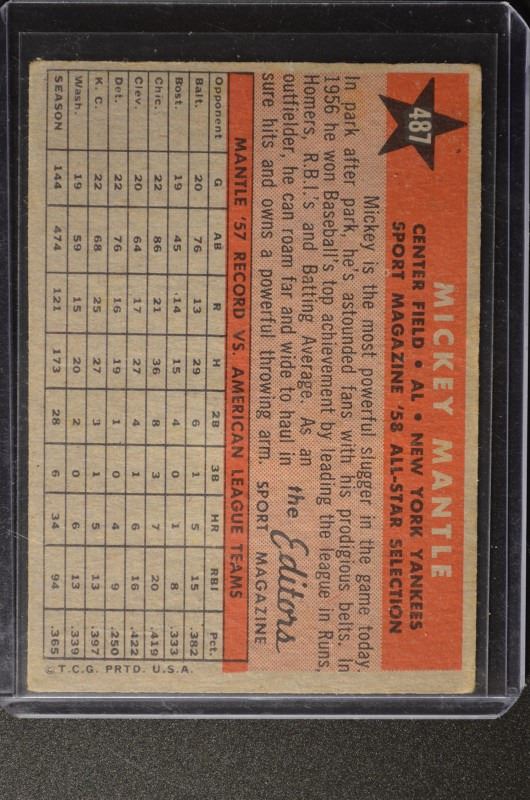 487
MICKEY MANTLE
CENTER FIELD • AL • NEW YORK YANKEES
SPORT MAGAZINE '58 ALL-STAR SELECTION
Mickey is the most powerful slugger in the game today.
In park after park, he's astounded fans with his prodigious belts. In
1956 he won Baseball's top achievement by leading the league in Runs,
Homers, R.B.I.'s and Batting Average. As an
outfielder, he can roam far and wide to haul in
sure hits and owns a powerful throwing arm.
the Editors
SPORT MAGAZINE
MANTLE '57 RECORD VS. AMERICAN LEAGUE TEAMS
Opponent G AB R H 2B 3B HR RBI Pct.
Balt. 20 76 13 29 6 1 5 15 .382
Bost. 19 45 14 15 4 0 1 8 .333
Chic. 22 86 21 36 8 3 7 20 .419
Clev. 20 64 17 27 4 1 6 16 .422
Det. 22 76 16 19 1 0 4 9 .250
K. C. 22 68 25 27 3 1 5 13 .397
Wash. 19 59 15 20 2 0 6 13 .339
SEASON 144 474 121 173 28 6 34 94 .365
©T.C.G. PRTD. U.S.A.